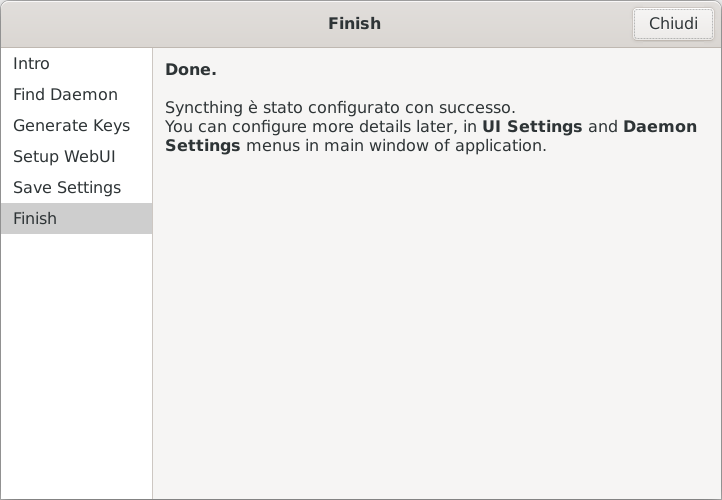 Finish
Chiudi
Intro
Find Daemon
Generate Keys
Setup WebUI
Save Settings
Finish
Done.
Syncthing è stato configurato con successo.
You can configure more details later, in UI Settings and Daemon
Settings menus in main window of application.